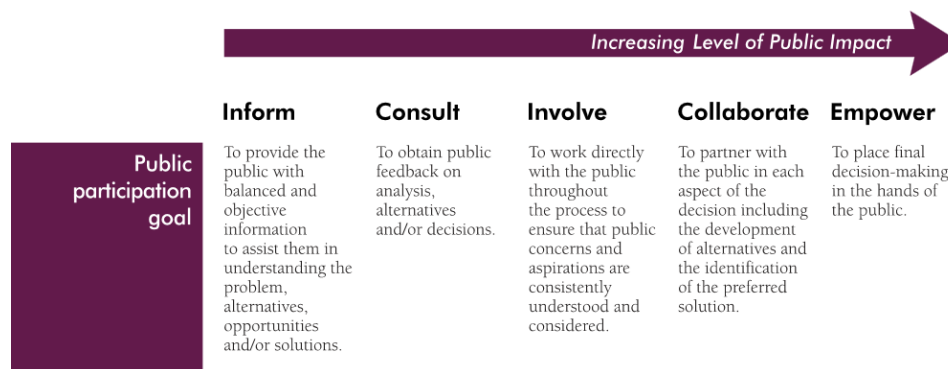 Increasing Level of Public Impact
Inform
Consult
Involve
Collaborate
Empower
Public
participation
goal
To provide the
public with
balanced and
objective
information
to assist them in
understanding the
problem,
alternatives,
opportunities
and/or solutions.
To obtain public
feedback on
analysis,
alternatives
and/or decisions.
To work directly
with the public
throughout
the process to
ensure that public
concerns and
aspirations are
consistently
understood and
considered.
To partner with
the public in each
aspect of the
decision including
the development
of alternatives and
the identification
of the preferred
solution.
To place final
decision-making
in the hands of
the public.